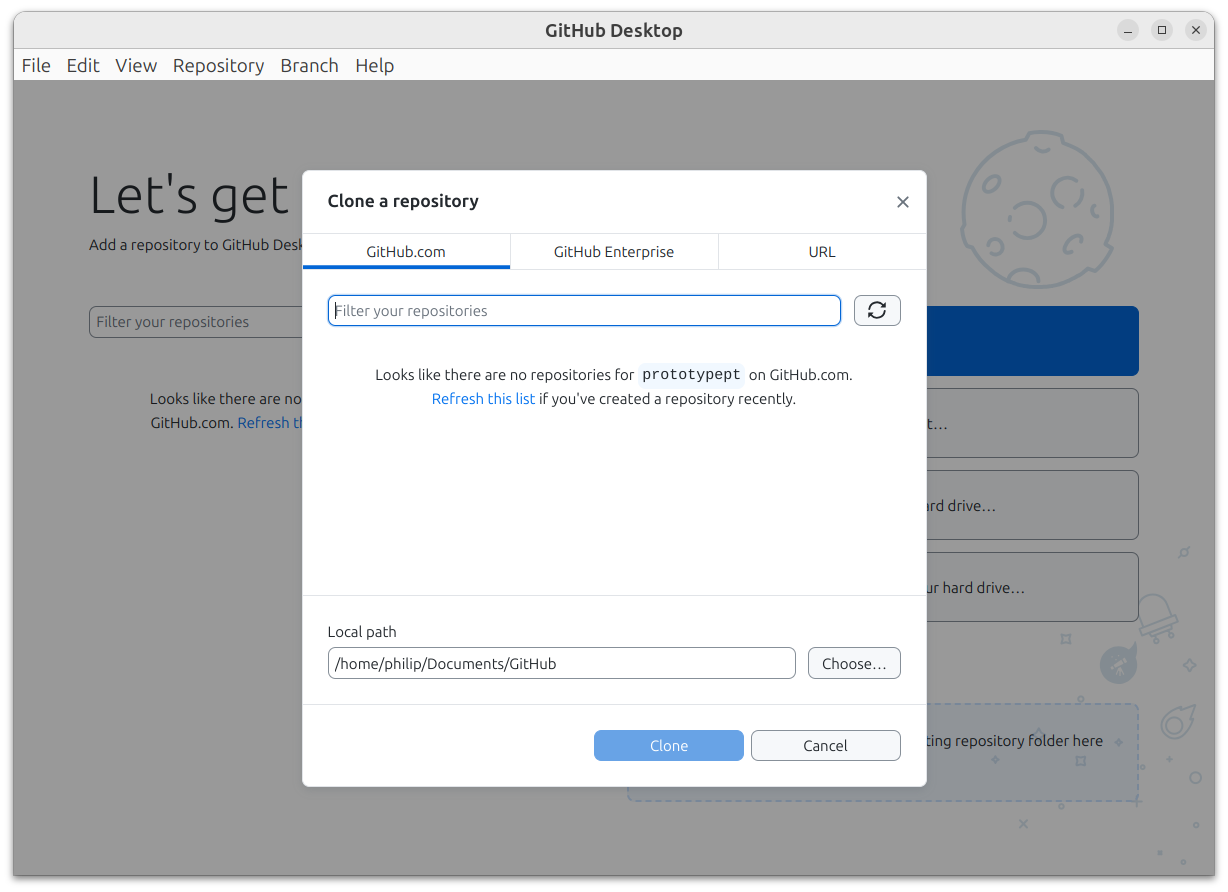 GitHub Desktop
File Edit View Repository Branch Help
Let's get
Add a repository to GitHub Desk
Filter your repositories
Looks like there are no
GitHub.com. Refresh th
Clone a repository
GitHub.com GitHub Enterprise URL
Filter your repositories
Looks like there are no repositories for prototypept on GitHub.com.
Refresh this list if you've created a repository recently.
Local path
/home/philip/Documents/GitHub Choose…
Clone Cancel
t…
ard drive…
ur hard drive…
ting repository folder here